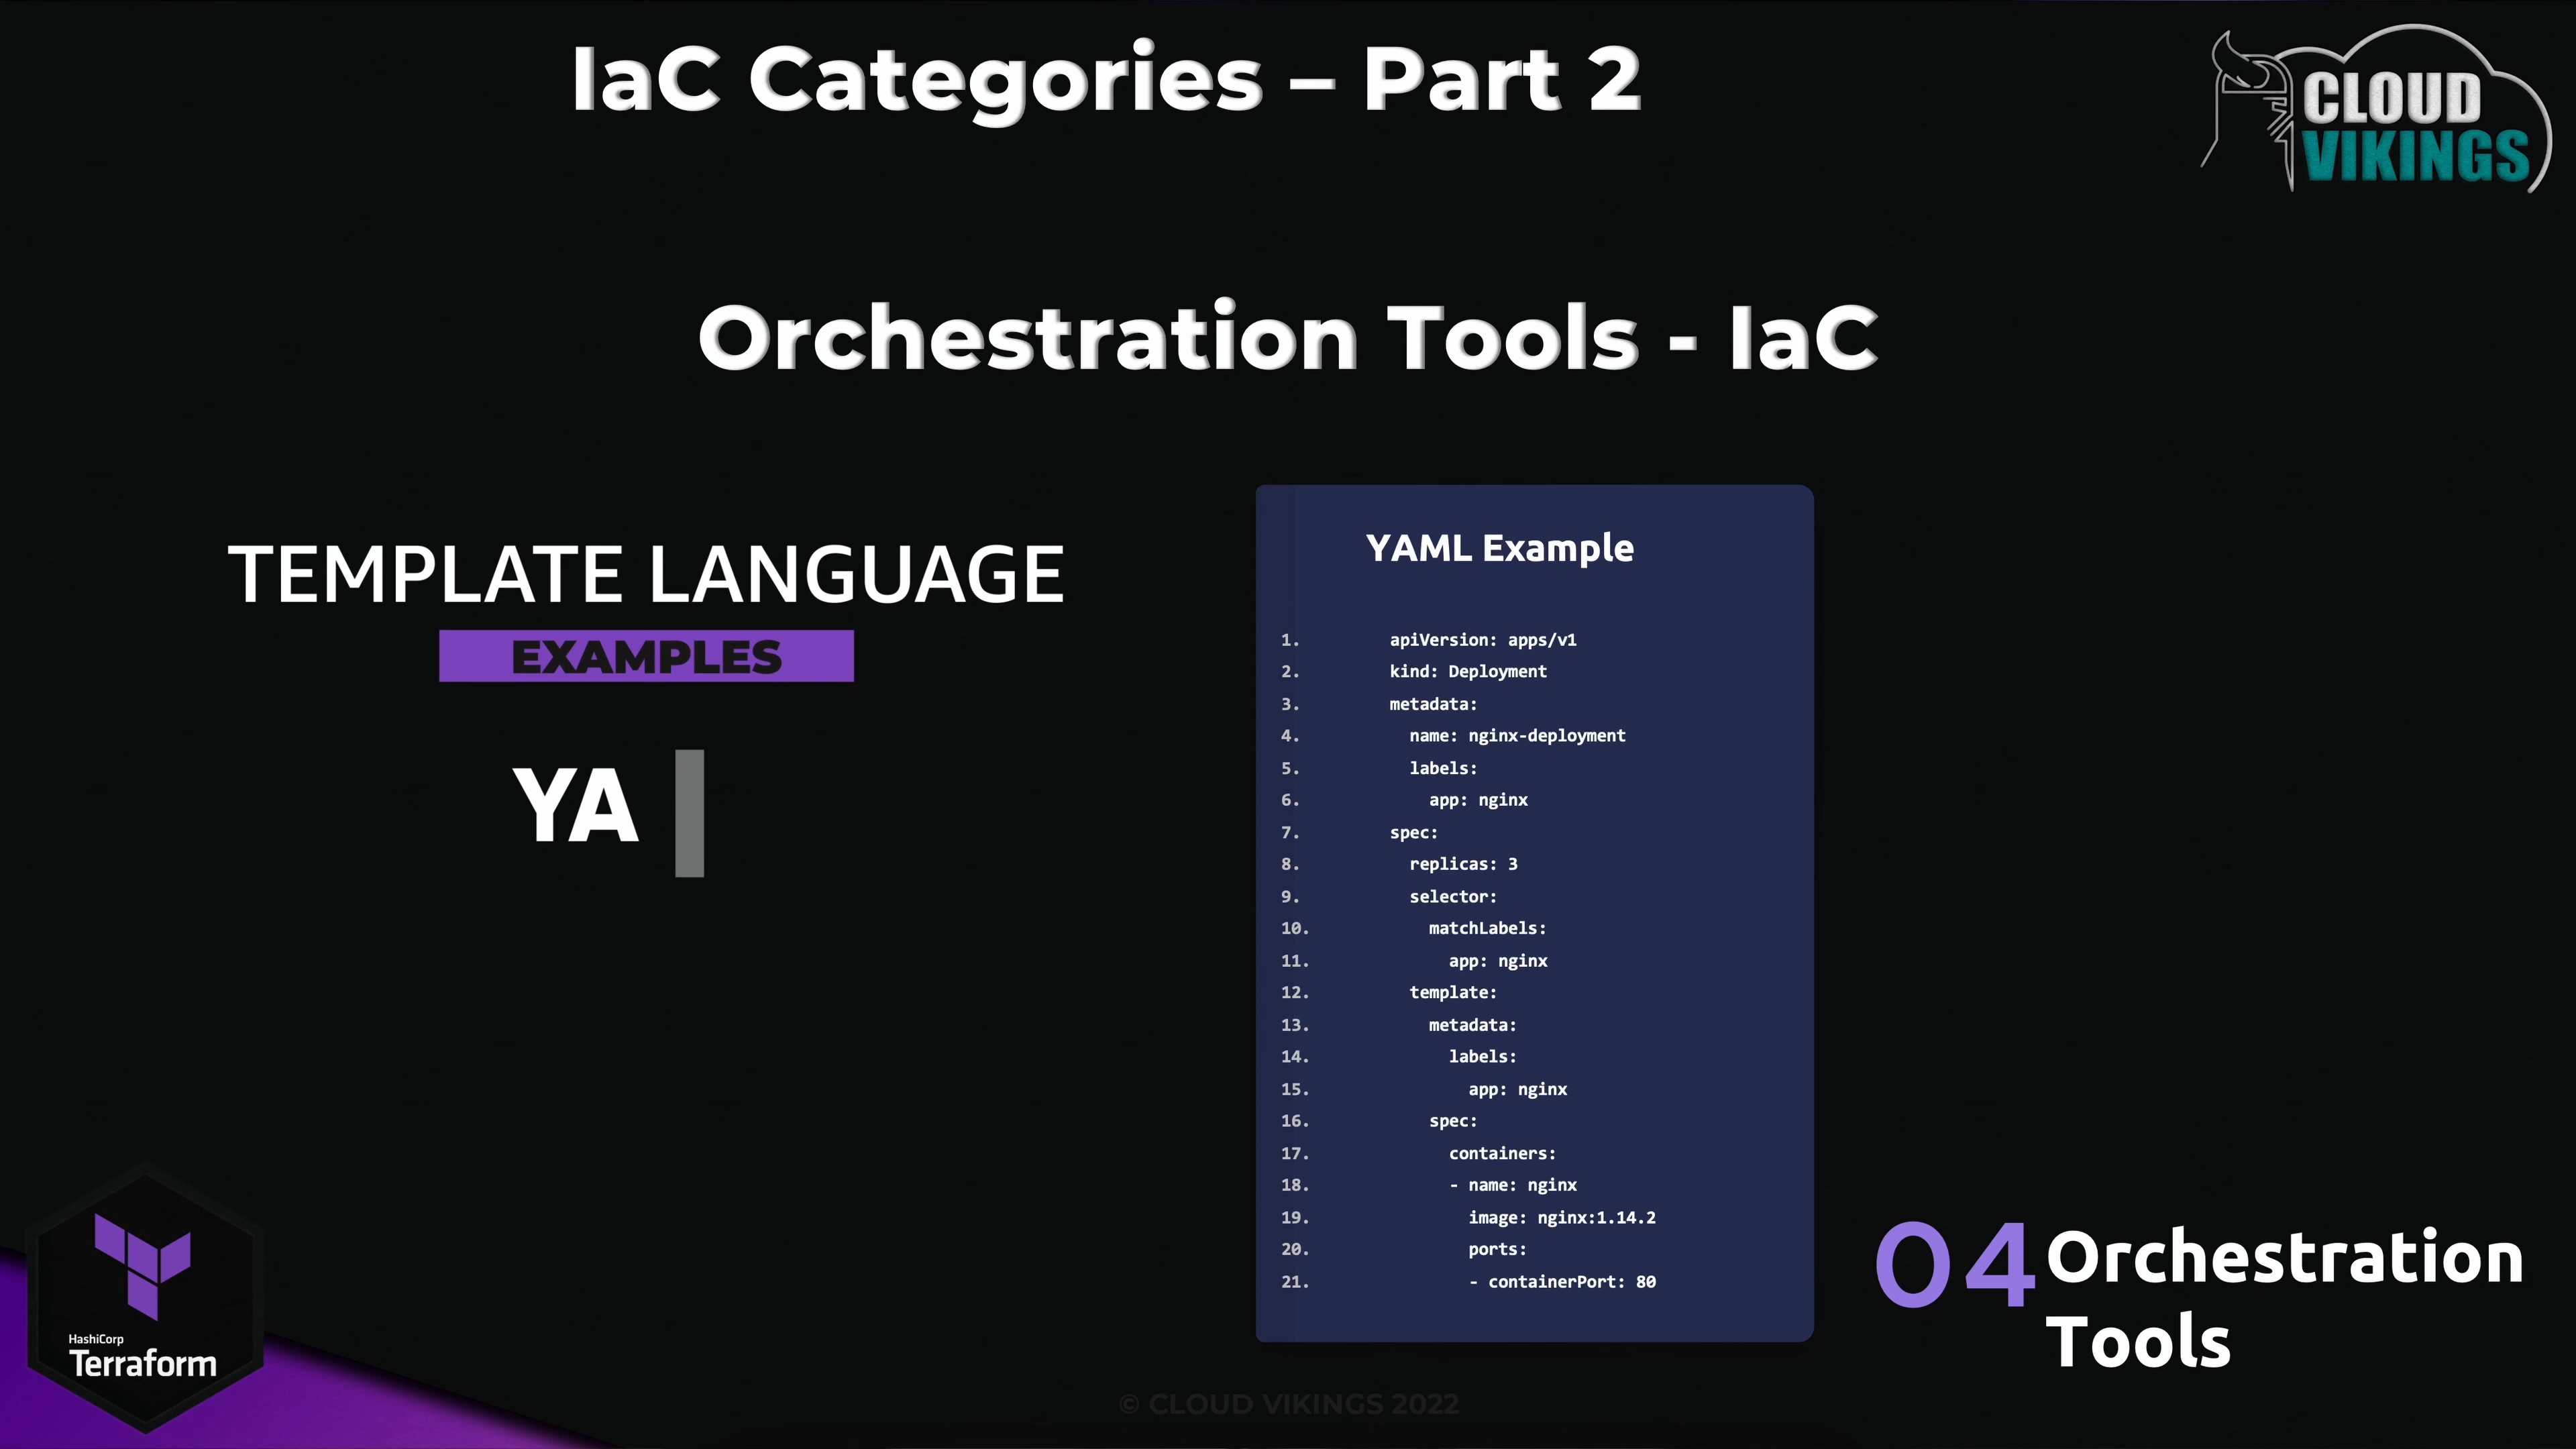 IaC Categories – Part 2
CLOUD
VIKINGS
Orchestration Tools - IaC
TEMPLATE LANGUAGE
EXAMPLES
YA
YAML Example
1. apiVersion: apps/v1
2. kind: Deployment
3. metadata:
4. name: nginx-deployment
5. labels:
6. app: nginx
7. spec:
8. replicas: 3
9. selector:
10. matchLabels:
11. app: nginx
12. template:
13. metadata:
14. labels:
15. app: nginx
16. spec:
17. containers:
18. - name: nginx
19. image: nginx:1.14.2
20. ports:
21. - containerPort: 80
HashiCorp
Terraform
04 Orchestration
Tools
© CLOUD VIKINGS 2022